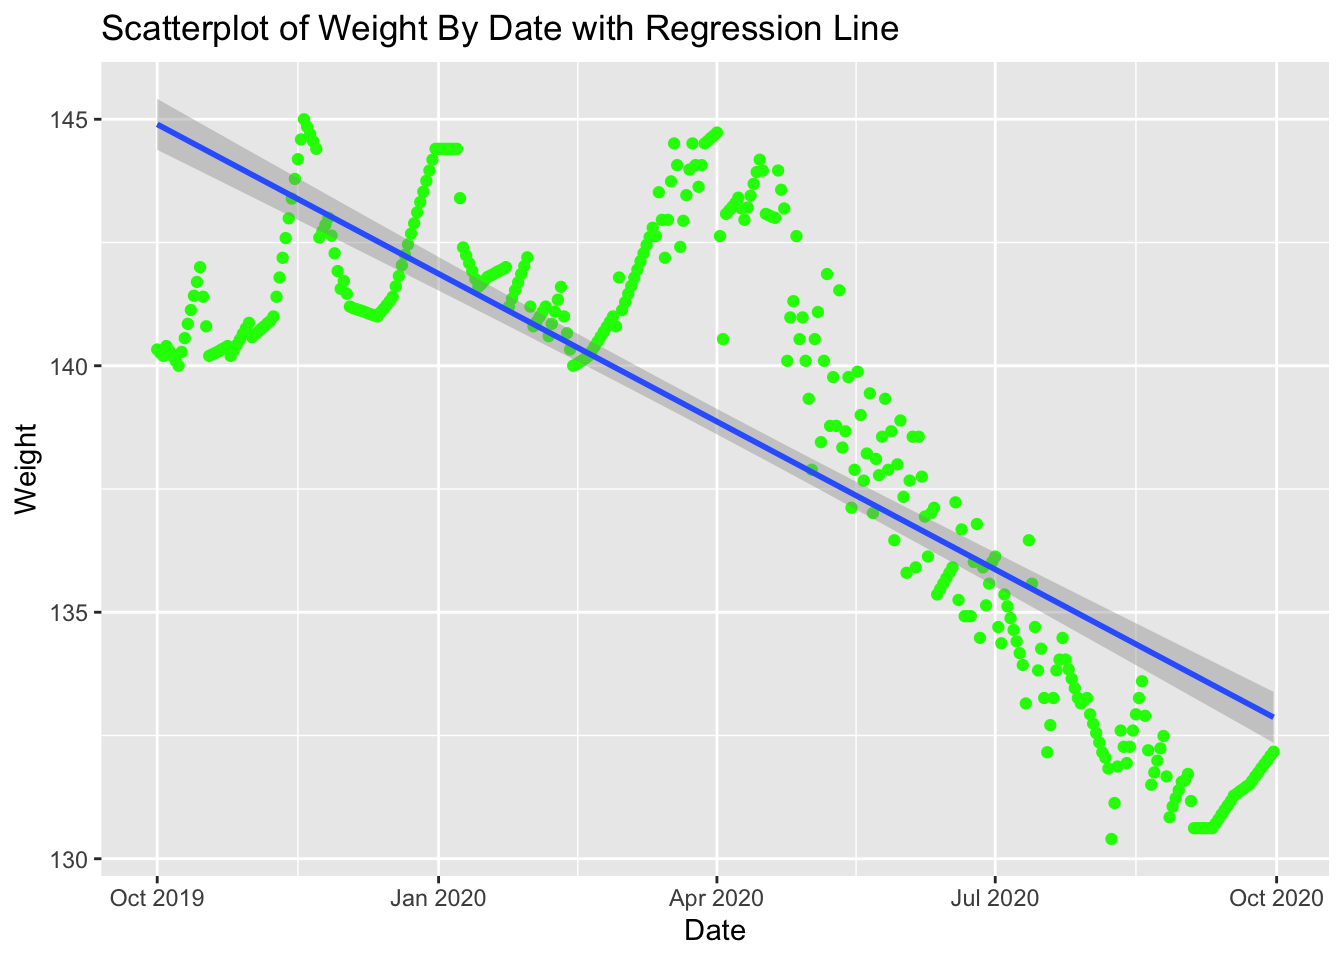 Scatterplot of Weight By Date with Regression Line
145
140
135
130
Weight
Oct 2019 Jan 2020 Apr 2020 Jul 2020 Oct 2020
Date